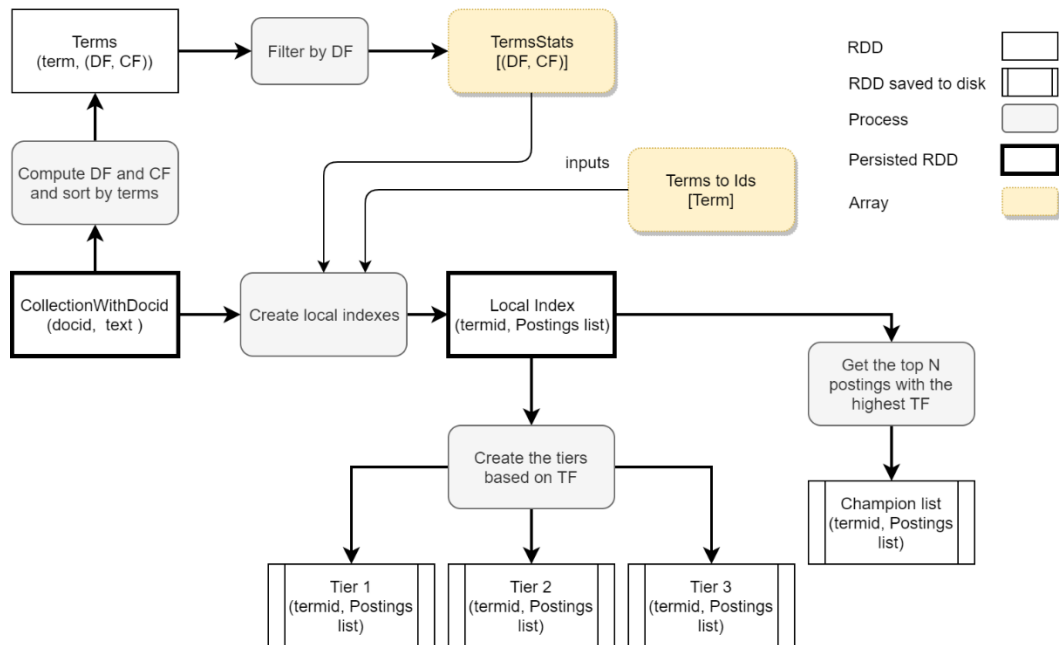 Terms
(term, (DF, CF))
Filter by DF
TermsStats
[(DF, CF)]
RDD
RDD saved to disk
Process
Persisted RDD
Array
Compute DF and CF
and sort by terms
inputs
Terms to Ids
[Term]
CollectionWithDocid
(docid, text )
Create local indexes
Local Index
(termid, Postings list)
Get the top N
postings with the
highest TF
Create the tiers
based on TF
Champion list
(termid, Postings
list)
Tier 1
(termid, Postings
list)
Tier 2
(termid, Postings
list)
Tier 3
(termid, Postings
list)